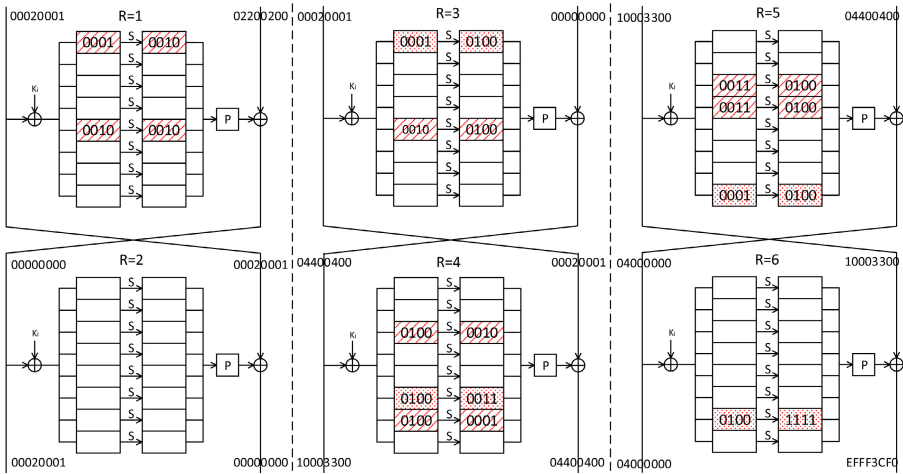 00020001 R=1 02200200
0001 S 0010
S
S
Kᵢ
S
P
0010 S 0010
S
S
S
00000000 R=2 00020001
S
S
S
Kᵢ
S
P
S
S
S
S
00020001 00000000
00020001 R=3 00000000
0001 S 0100
S
S
Kᵢ
S
P
0010 S 0100
S
S
S
04400400 R=4 00020001
S
S
0100 S 0010
Kᵢ
S
P
S
0100 S 0011
0100 S 0001
S
10003300 04400400
10003300 R=5 04400400
S
S
0011 S 0100
Kᵢ
0011 S 0100
P
S
S
S
0001 S 0100
04000000 R=6 10003300
S
S
S
Kᵢ
S
P
S
S
0100 S 1111
S
04000000 EFFF3CF0